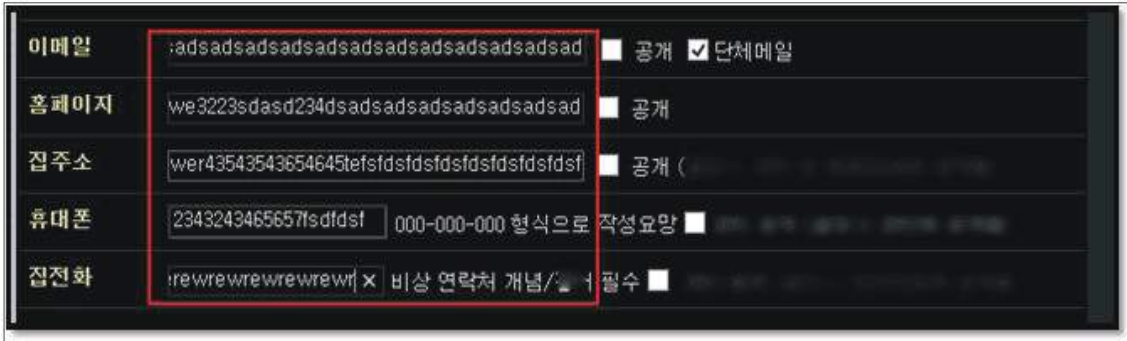 이메일 :adsadsadsadsadsadsadsadsadsadsadsad 공개 단체메일
홈페이지 we3223sdasd234dsadsadsadsadsadsadsad 공개
집주소 wer43543543654645tefsfdsfdsfdsfdsfdsfdsfdsf 공개 (
휴대폰 2343243465657fsdfdsf 000-000-000 형식으로 작성요망
집전화 rewrewrewrewrewr 비상 연락처 개념/ 필수